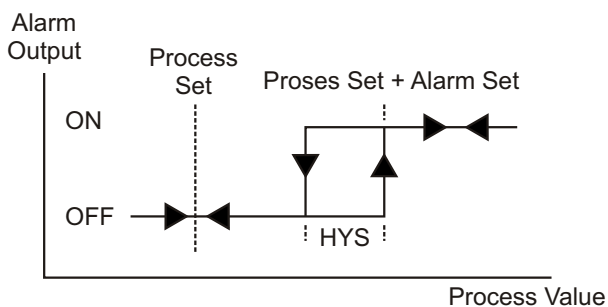 Alarm
Output
Process
Set
Proses Set + Alarm Set
ON
OFF
HYS
Process Value